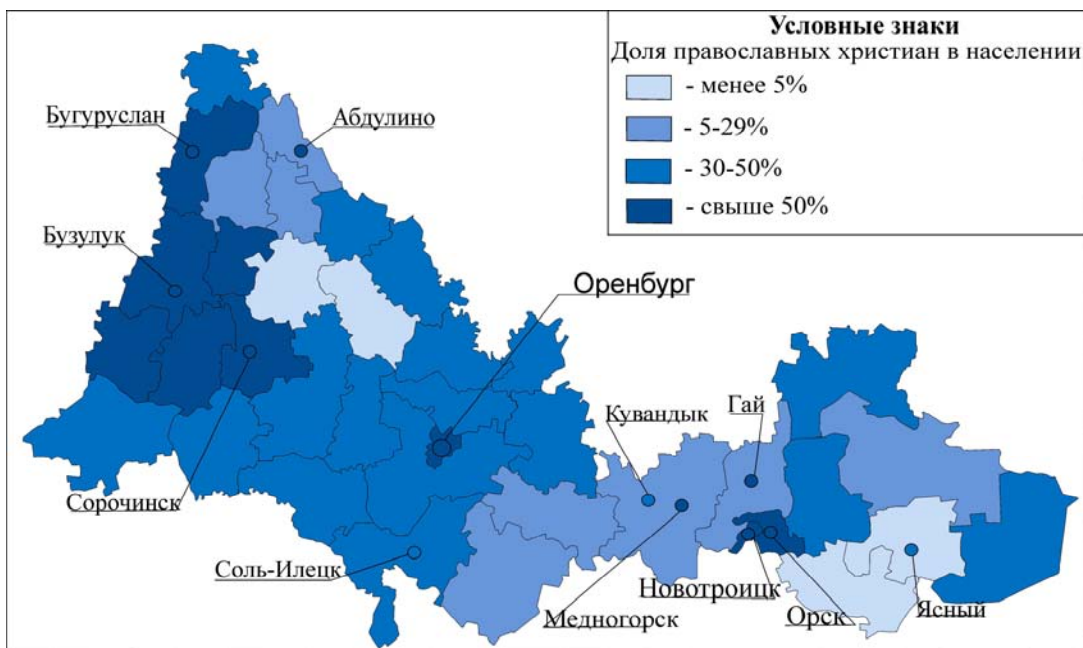 Условные знаки
Доля православных христиан в населении
- менее 5%
- 5-29%
- 30-50%
- свыше 50%
Бугуруслан
Абдулино
Бузулук
Оренбург
Кувандык
Гай
Сорочинск
Соль-Илецк
Новотроицк
Медногорск
Орск
Ясный